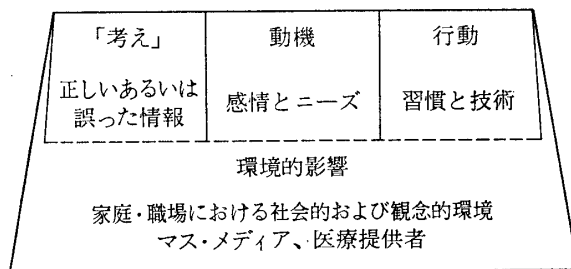 「考え」 動機 行動
正しいあるいは
誤った情報
感情とニーズ
習慣と技術
環境的影響
家庭・職場における社会的および観念的環境
マス・メディア、医療提供者